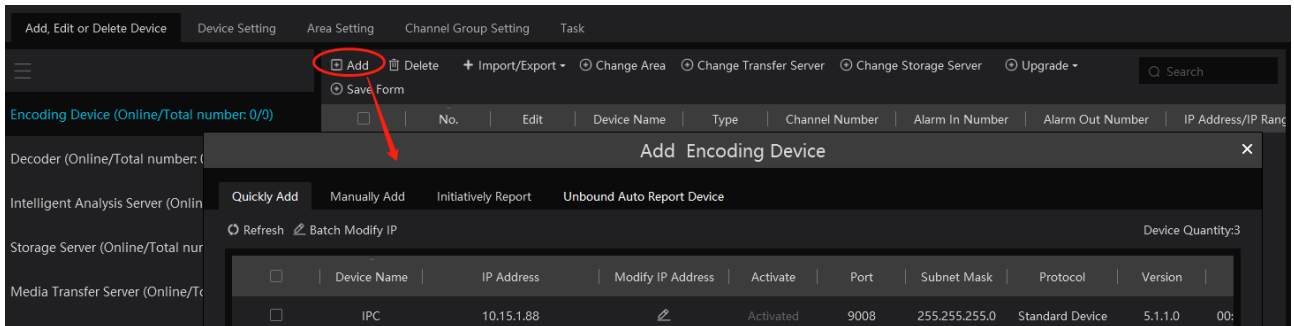 Add, Edit or Delete Device Device Setting Area Setting Channel Group Setting Task
Add Delete Import/Export Change Area Change Transfer Server Change Storage Server Upgrade Search
Save Form
Encoding Device (Online/Total number: 0/0)
No. Edit Device Name Type Channel Number Alarm In Number Alarm Out Number IP Address/IP Rang
Decoder (Online/Total number: (
Add Encoding Device
Quickly Add Manually Add Initiatively Report Unbound Auto Report Device
Intelligent Analysis Server (Onlin
Refresh Batch Modify IP Device Quantity:3
Storage Server (Online/Total nur
Device Name IP Address Modify IP Address Activate Port Subnet Mask Protocol Version
Media Transfer Server (Online/To
IPC 10.15.1.88 Activated 9008 255.255.255.0 Standard Device 5.1.1.0 00: